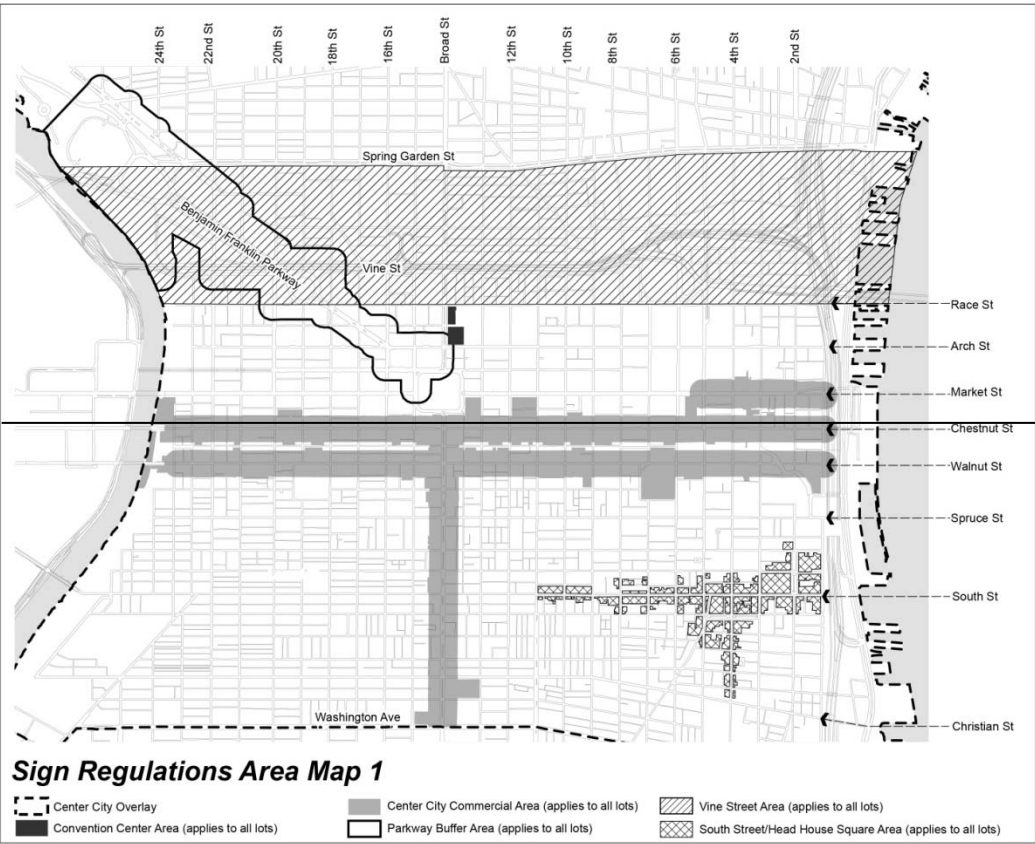 24th St
22nd St
20th St
18th St
16th St
Broad St
12th St
10th St
8th St
6th St
4th St
2nd St
Spring Garden St
Benjamin Franklin Parkway
Vine St
Race St
Arch St
Market St
Chestnut St
Walnut St
Spruce St
South St
Washington Ave
Christian St
Sign Regulations Area Map 1
Center City Overlay
Center City Commercial Area (applies to all lots)
Vine Street Area (applies to all lots)
Convention Center Area (applies to all lots)
Parkway Buffer Area (applies to all lots)
South Street/Head House Square Area (applies to all lots)